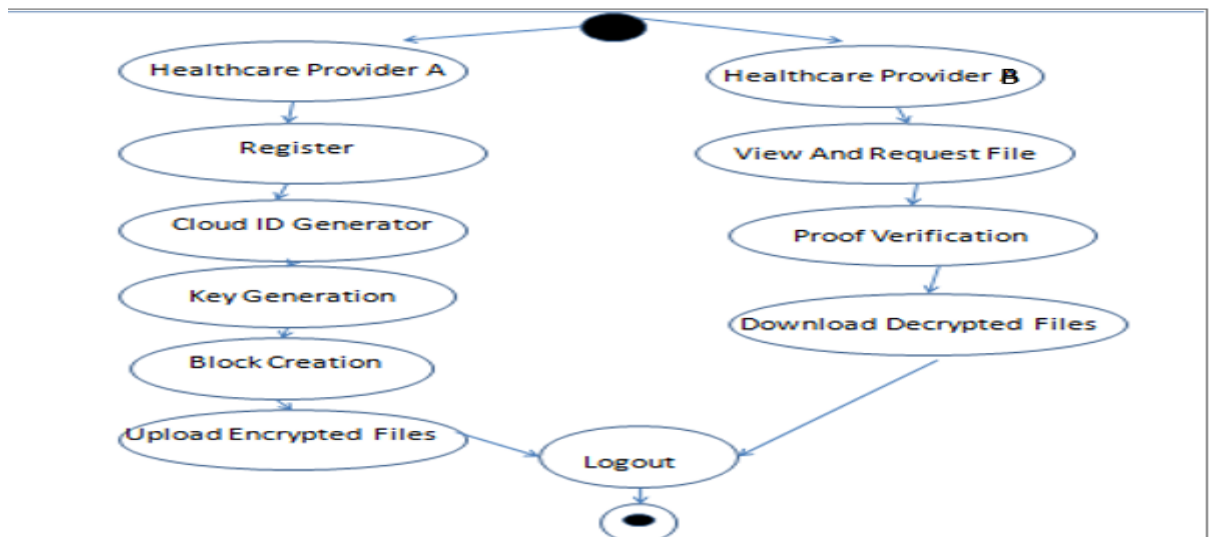 Healthcare Provider A
Healthcare Provider B
Register
View And Request File
Cloud ID Generator
Proof Verification
Key Generation
Download Decrypted Files
Block Creation
Upload Encrypted Files
Logout